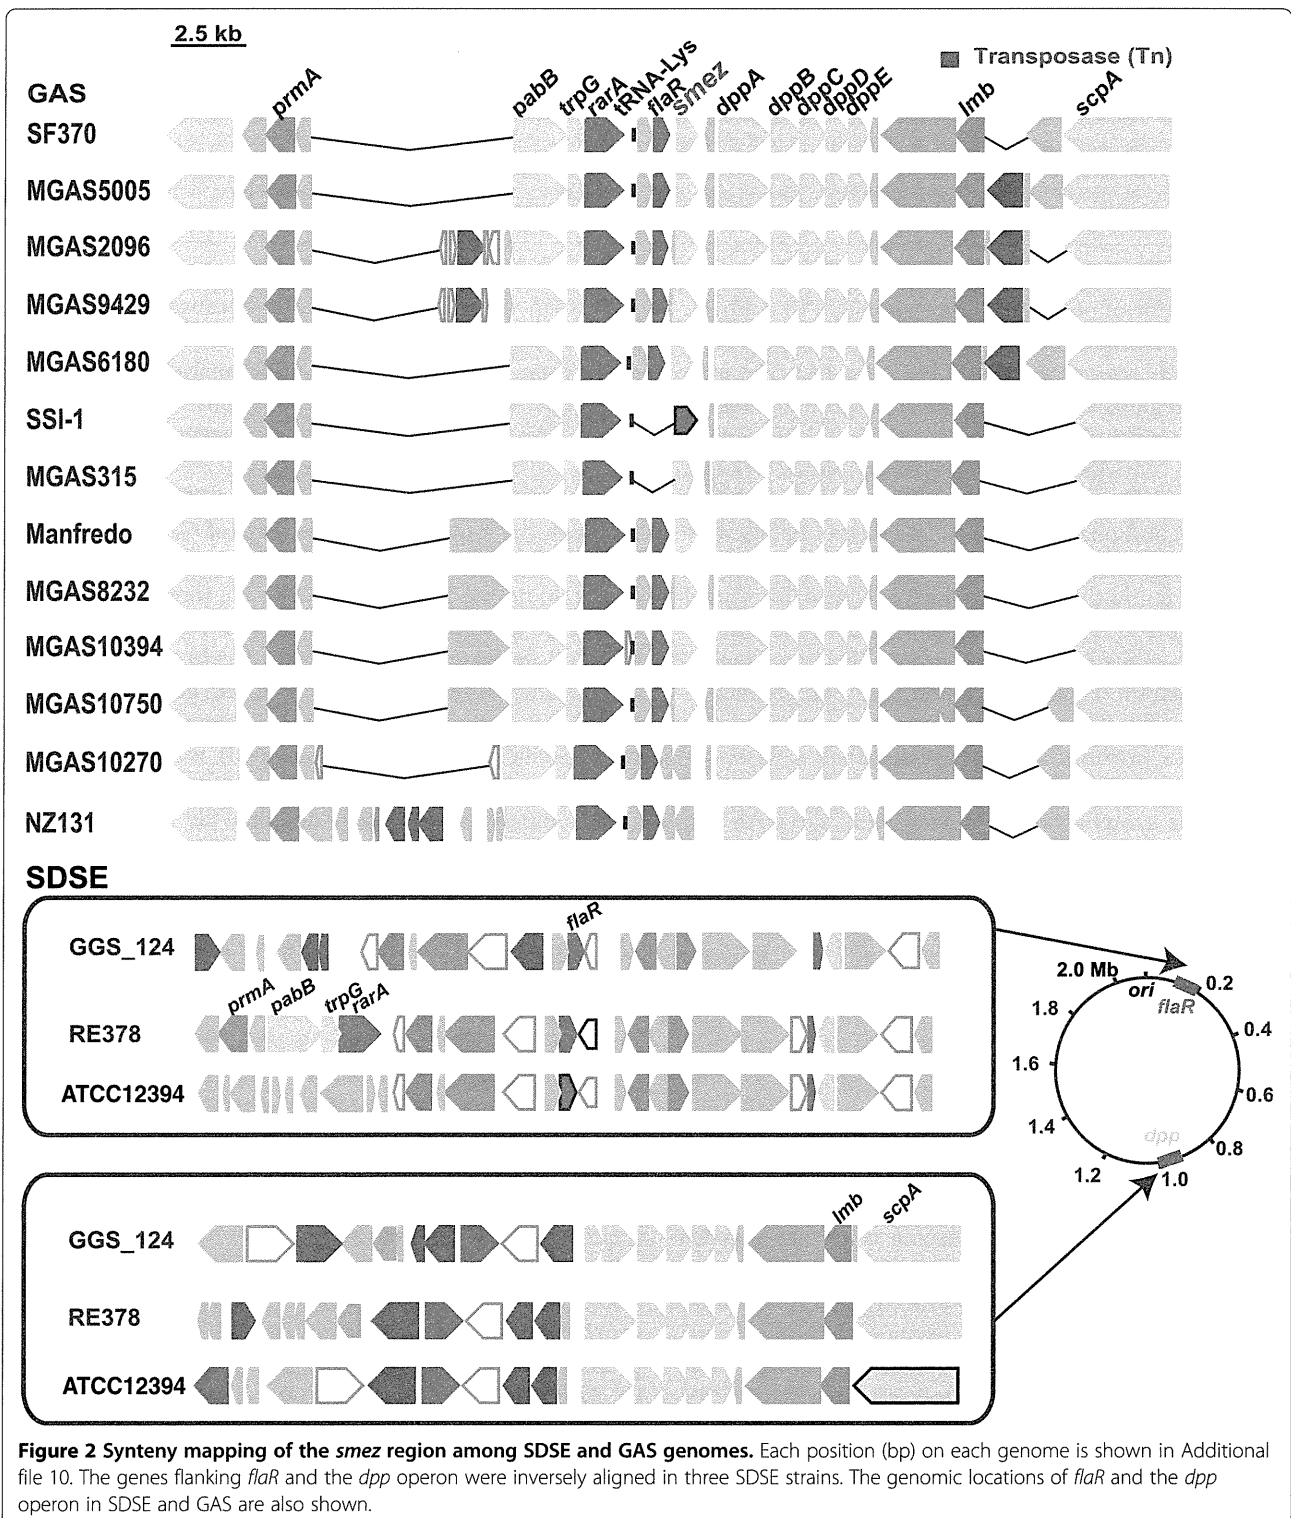 2.5 kb
Transposase (Tn)
GAS
prmA pabB trpG rarA tRNA-Lys flaR smez dppA dppB dppC dppD dppE lmb scpA
SF370
MGAS5005
MGAS2096
MGAS9429
MGAS6180
SSI-1
MGAS315
Manfredo
MGAS8232
MGAS10394
MGAS10750
MGAS10270
NZ131
SDSE
flaR
GGS_124
prmA pabB trpG rarA
RE378
ATCC12394
2.0 Mb
ori
flaR
0.2
0.4
0.6
0.8
1.0
1.2
1.4
1.6
1.8
dpp
lmb scpA
GGS_124
RE378
ATCC12394
Figure 2 Synteny mapping of the smez region among SDSE and GAS genomes. Each position (bp) on each genome is shown in Additional
file 10. The genes flanking flaR and the dpp operon were inversely aligned in three SDSE strains. The genomic locations of flaR and the dpp
operon in SDSE and GAS are also shown.